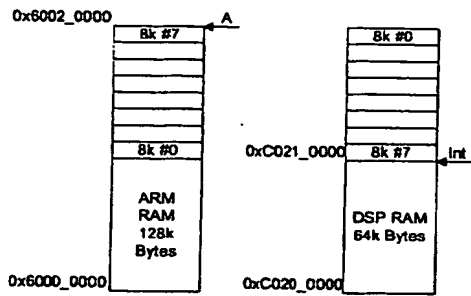 0x6002_0000
A
8k #7
8k #0
ARM
RAM
128k
Bytes
0x6000_0000
8k #0
0xC021_0000
8k #7
Int
DSP RAM
64k Bytes
0xC020_0000